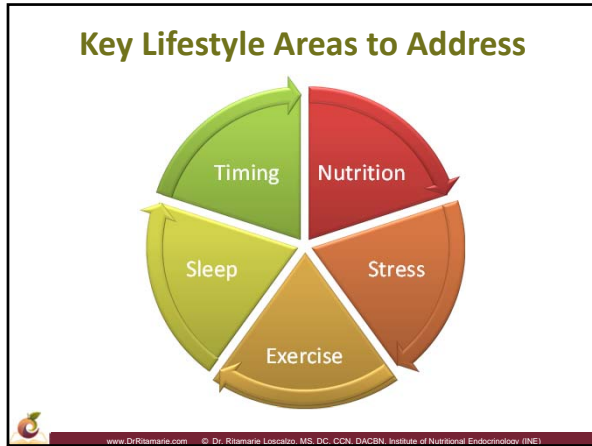 Key Lifestyle Areas to Address
Timing
Nutrition
Sleep
Stress
Exercise
www.DrRitamarie.com © Dr. Ritamarie Loscalzo, MS, DC, CCN, DACBN, Institute of Nutritional Endocrinology (INE)